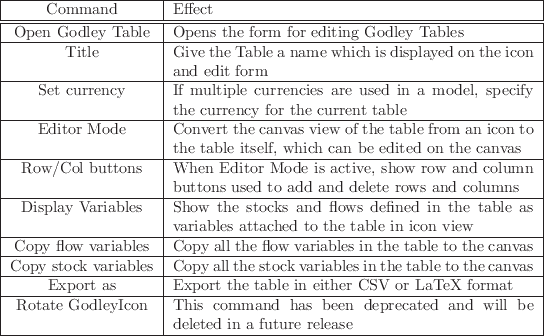 Command Effect
Open Godley Table Opens the form for editing Godley Tables
Title Give the Table a name which is displayed on the icon
and edit form
Set currency If multiple currencies are used in a model, specify
the currency for the current table
Editor Mode Convert the canvas view of the table from an icon to
the table itself, which can be edited on the canvas
Row/Col buttons When Editor Mode is active, show row and column
buttons used to add and delete rows and columns
Display Variables Show the stocks and flows defined in the table as
variables attached to the table in icon view
Copy flow variables Copy all the flow variables in the table to the canvas
Copy stock variables Copy all the stock variables in the table to the canvas
Export as Export the table in either CSV or LaTeX format
Rotate GodleyIcon This command has been deprecated and will be
deleted in a future release